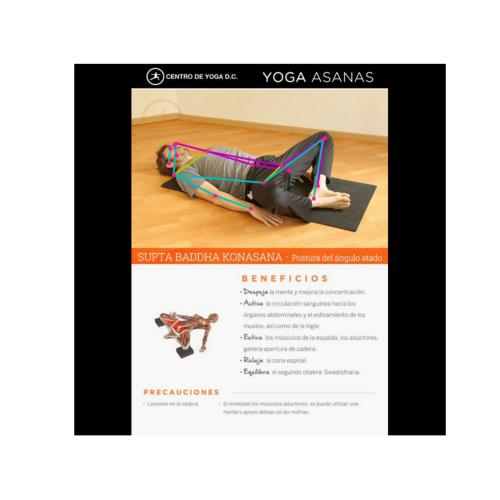 CENTRO DE YOGA D.C.
YOGA ASANAS
SUPTA BADDHA KONASANA · Postura del ángulo atado
BENEFICIOS
• Despeja la mente y mejora la concentración.
• Activa la circulación sanguínea hacia los
órganos abdominales y el estiramiento de los
muslos, así como de la ingle.
• Estira los músculos de la espalda, los aductores,
genera apertura de cadera.
• Relaja la zona espinal.
• Equilibra el segundo chakra: Swadisthana.
PRECAUCIONES
• Lesiones en la cadera.
• Si molestan los músculos aductores, se puede utilizar una
manta o apoyo debajo de las rodillas.